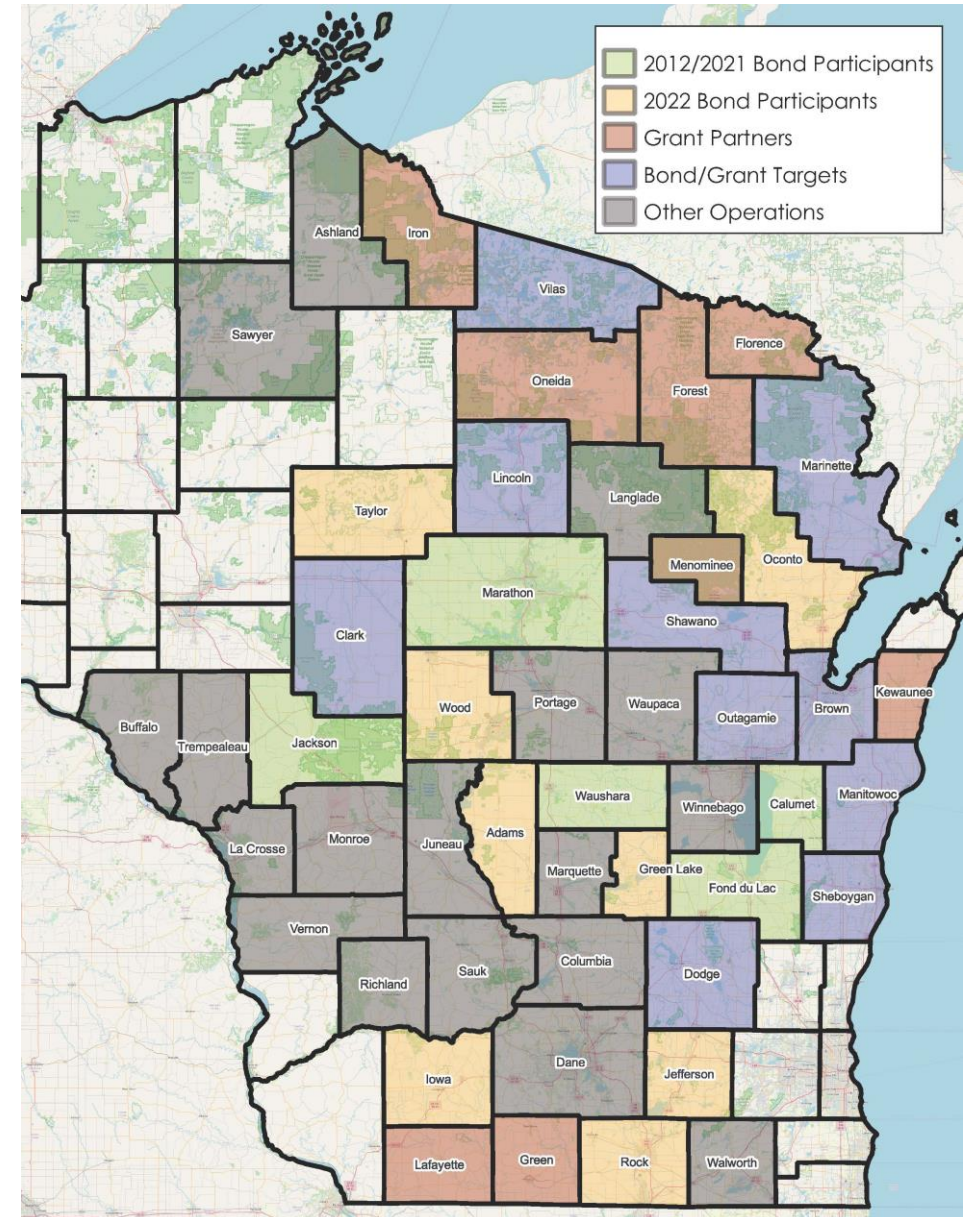 2012/2021 Bond Participants
2022 Bond Participants
Grant Partners
Bond/Grant Targets
Other Operations
Ashland
Iron
Vilas
Sawyer
Florence
Oneida
Forest
Marinette
Lincoln
Langlade
Taylor
Menominee
Oconto
Marathon
Clark
Shawano
Kewaunee
Wood
Portage
Waupaca
Outagamie
Brown
Buffalo
Trempealeau
Jackson
Waushara
Winnebago
Calumet
Manitowoc
La Crosse
Monroe
Juneau
Adams
Marquette
Green Lake
Fond du Lac
Sheboygan
Vernon
Richland
Sauk
Columbia
Dodge
Dane
Iowa
Jefferson
Lafayette
Green
Rock
Walworth